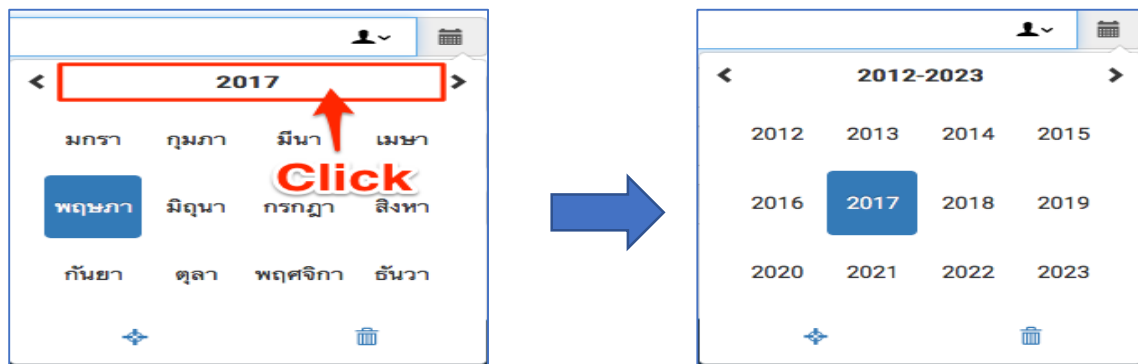 2017
มกรา กุมภา มีนา เมษา
Click
พฤษภา มิถุนา กรกฎา สิงหา
กันยา ตุลา พฤศจิกา ธันวา
2012-2023
2012 2013 2014 2015
2016 2017 2018 2019
2020 2021 2022 2023